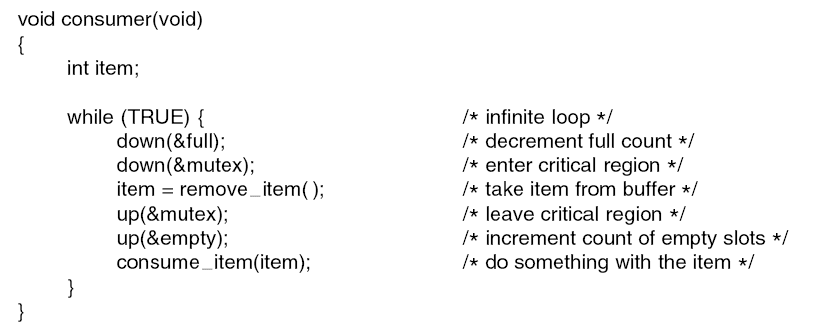 void consumer(void)
{
int item;
while (TRUE) { /* infinite loop */
down(&full); /* decrement full count */
down(&mutex); /* enter critical region */
item = remove_item( ); /* take item from buffer */
up(&mutex); /* leave critical region */
up(&empty); /* increment count of empty slots */
consume_item(item); /* do something with the item */
}
}